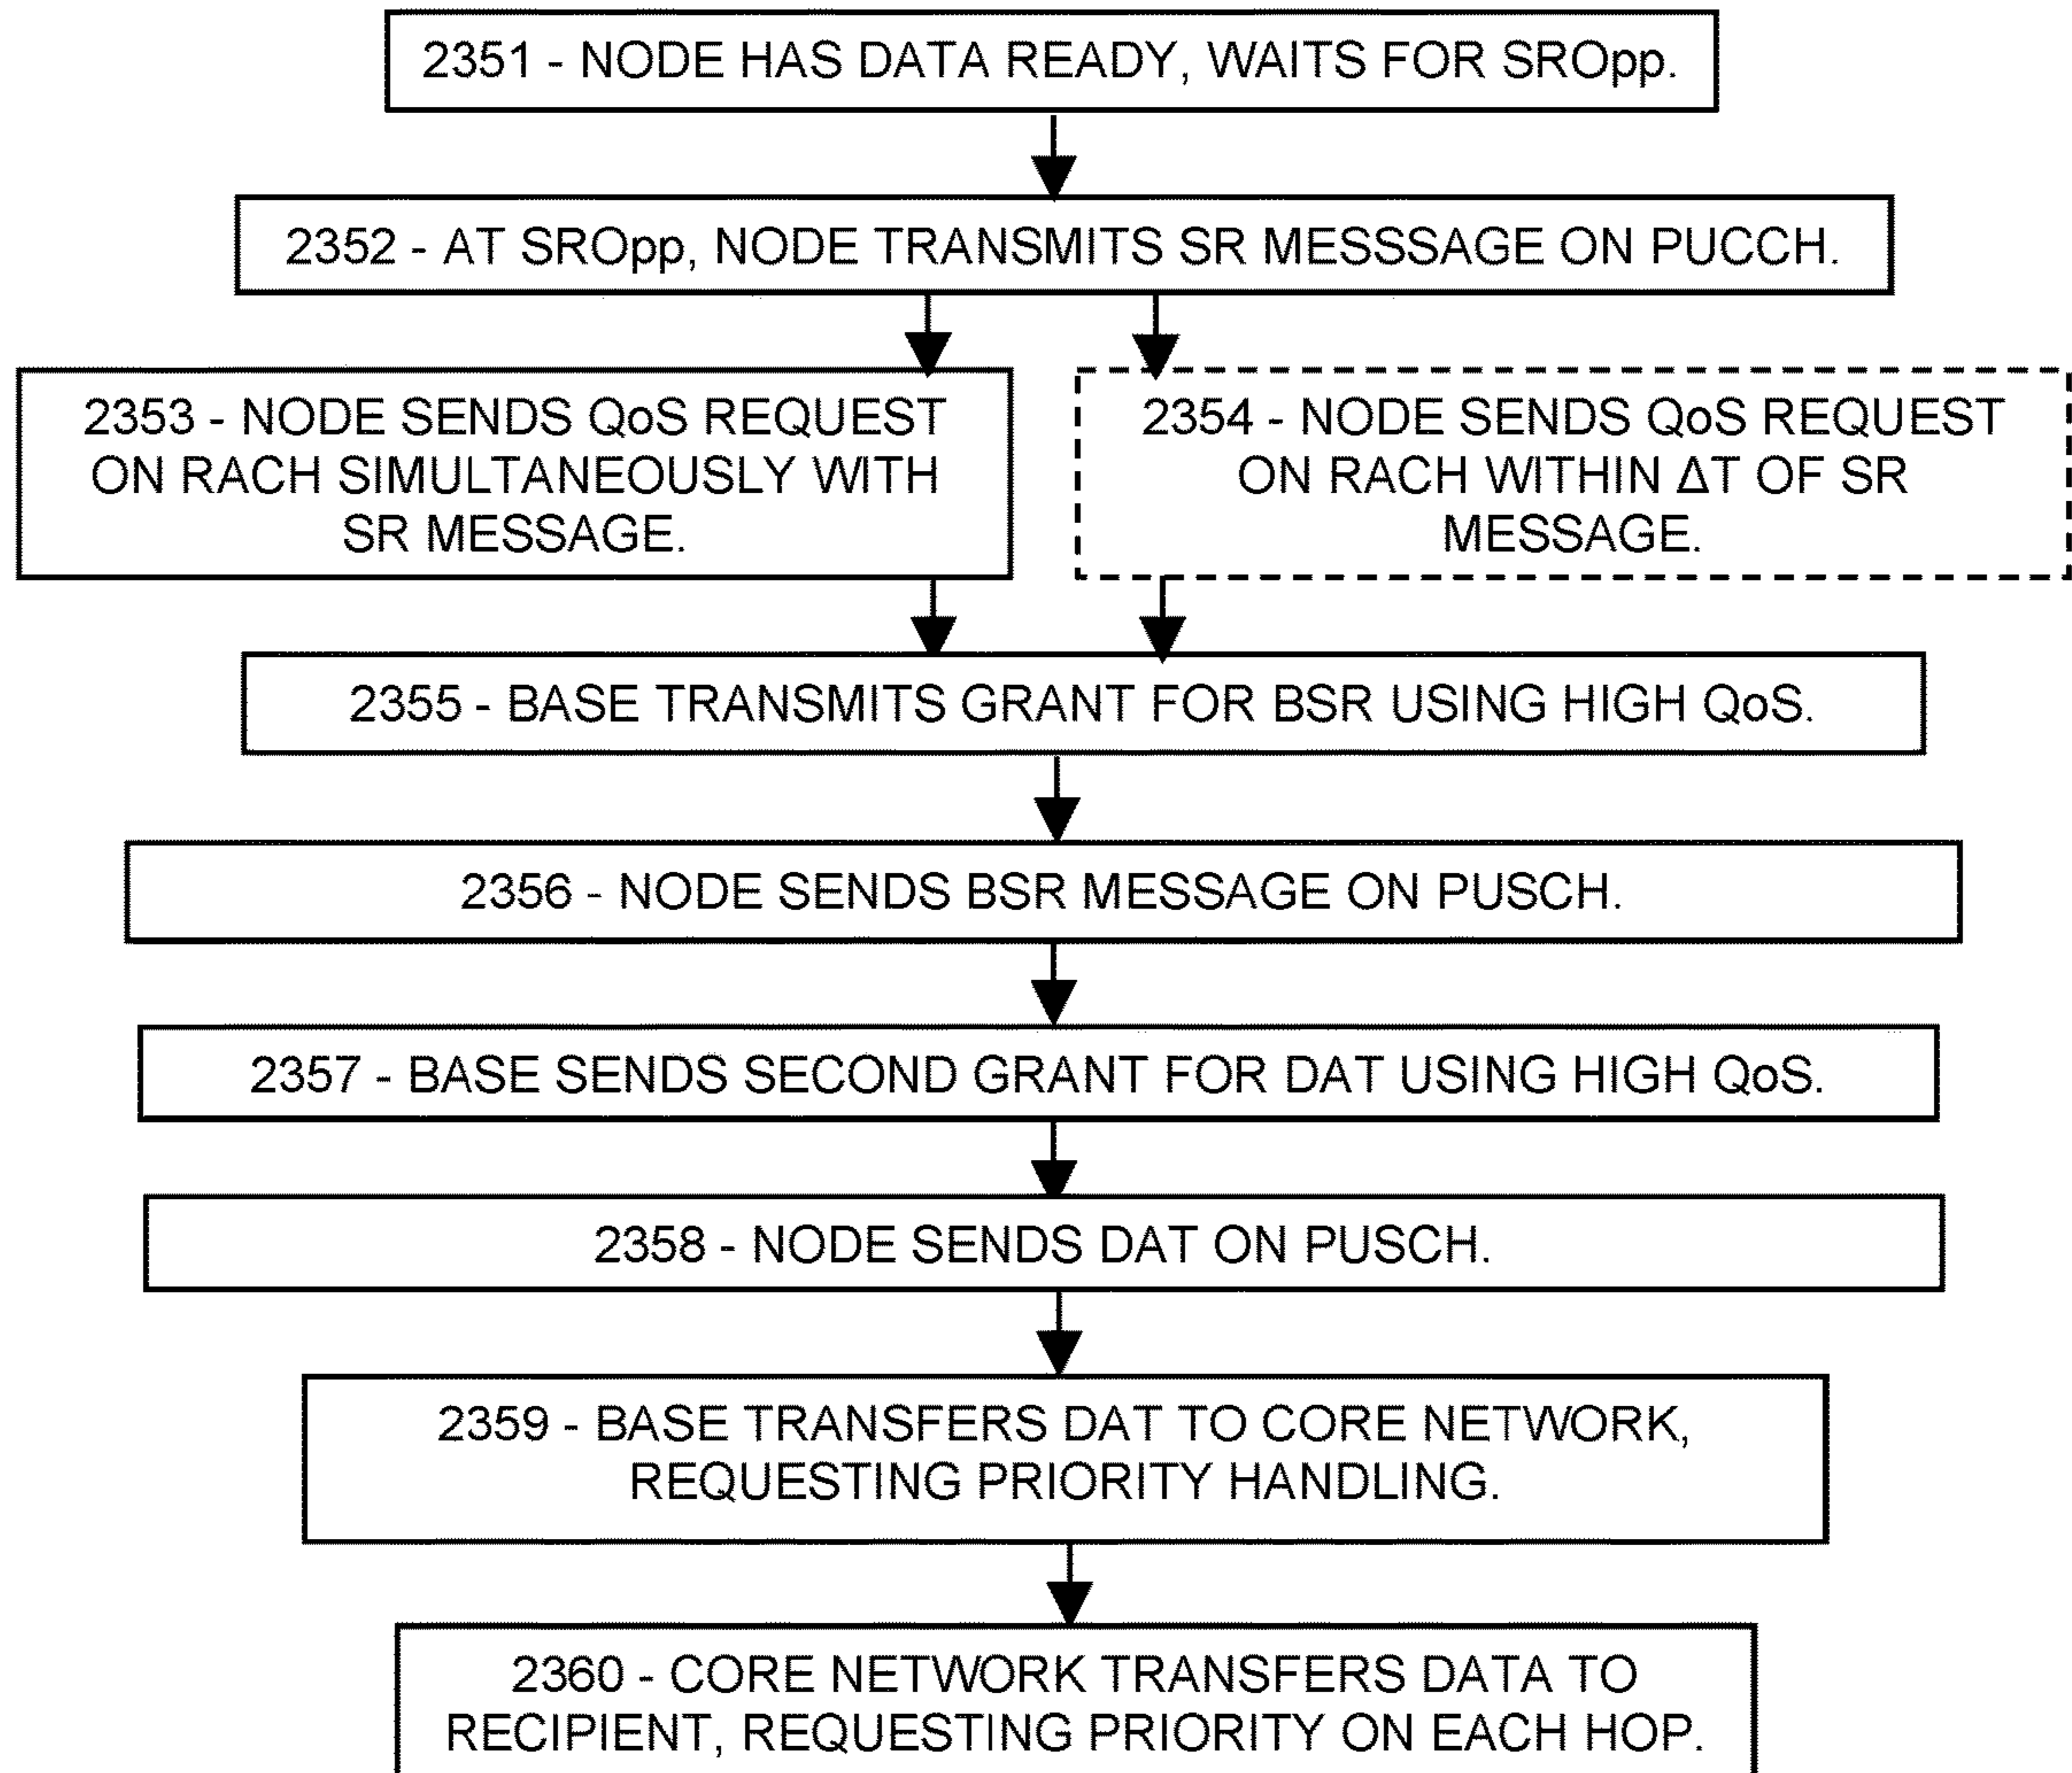 2351 - NODE HAS DATA READY, WAITS FOR SROpp.
2352 - AT SROpp, NODE TRANSMITS SR MESSSAGE ON PUCCH.
2353 - NODE SENDS QoS REQUEST
ON RACH SIMULTANEOUSLY WITH
SR MESSAGE.
2354 - NODE SENDS QoS REQUEST
ON RACH WITHIN ΔT OF SR
MESSAGE.
2355 - BASE TRANSMITS GRANT FOR BSR USING HIGH QoS.
2356 - NODE SENDS BSR MESSAGE ON PUSCH.
2357 - BASE SENDS SECOND GRANT FOR DAT USING HIGH QoS.
2358 - NODE SENDS DAT ON PUSCH.
2359 - BASE TRANSFERS DAT TO CORE NETWORK,
REQUESTING PRIORITY HANDLING.
2360 - CORE NETWORK TRANSFERS DATA TO
RECIPIENT, REQUESTING PRIORITY ON EACH HOP.